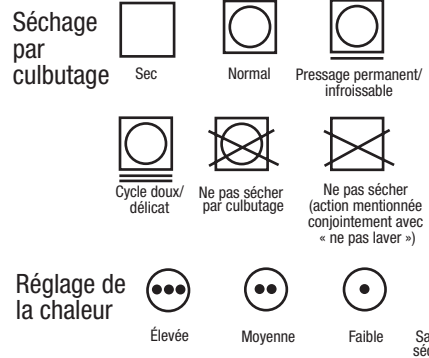 Séchage
par
culbutage
Sec
Normal
Pressage permanent/
infroissable
Cycle doux/
délicat
Ne pas sécher
par culbutage
Ne pas sécher
(action mentionnée
conjointement avec
« ne pas laver »)
Réglage de
la chaleur
Élevée
Moyenne
Faible